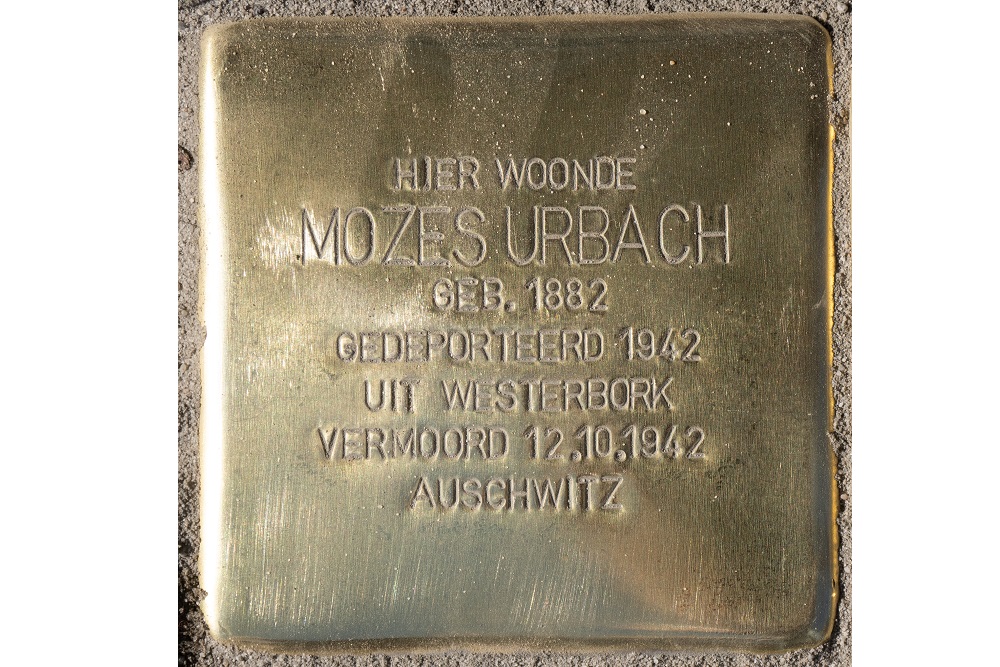 HIER WOONDE
MOZES URBACH
GEB. 1882
GEDEPORTEERD 1942
UIT WESTERBORK
VERMOORD 12.10.1942
AUSCHWITZ